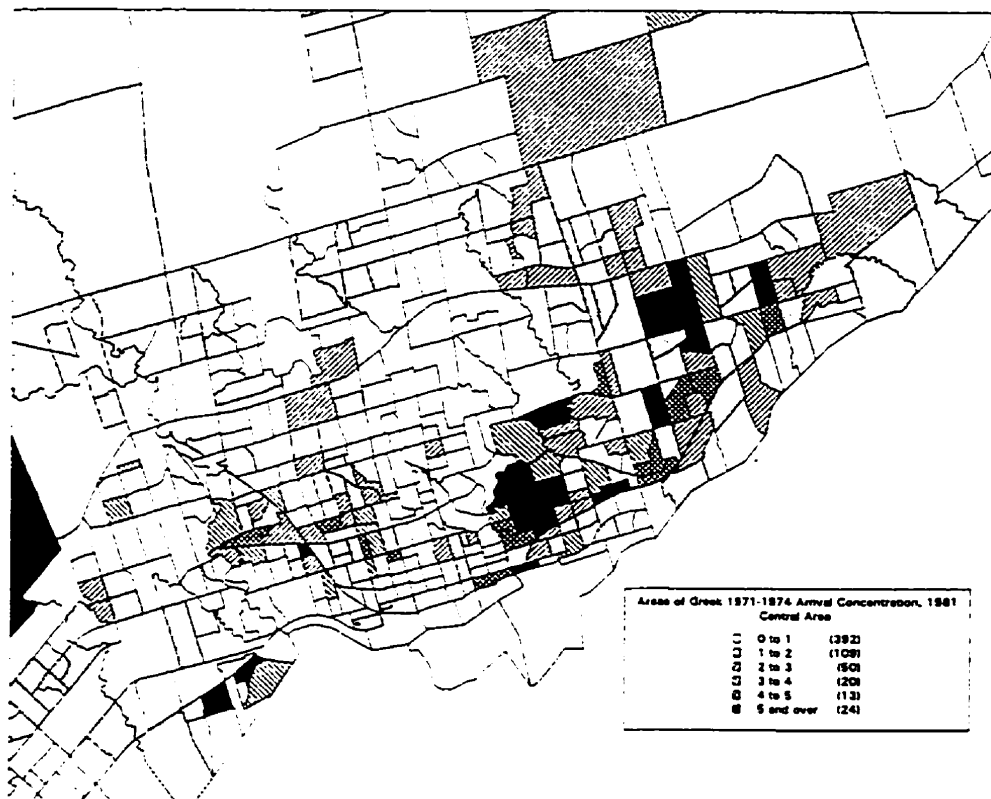 Areas of Greek 1971-1974 Arrival Concentration, 1981
Central Area
0 to 1 (392)
1 to 2 (109)
2 to 3 (50)
3 to 4 (20)
4 to 5 (13)
5 and over (24)